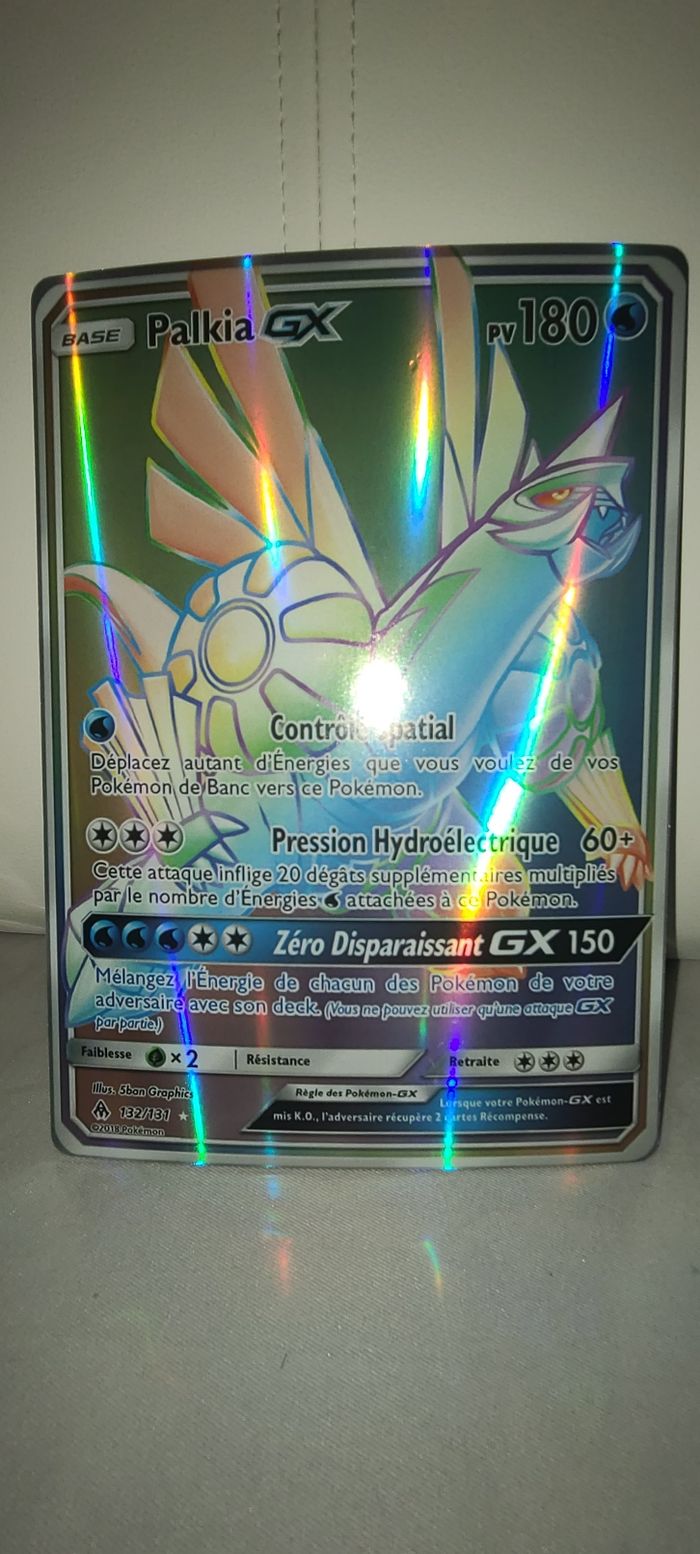 BASE Palkia GX PV 180
Contrôle Spatial
Déplacez autant d'Énergies que vous voulez de vos
Pokémon de Banc vers ce Pokémon.
Pression Hydroélectrique 60+
Cette attaque inflige 20 dégâts supplémentaires multipliés
par le nombre d'Énergies attachées à ce Pokémon.
Zéro Disparaissant GX 150
Mélangez l'Énergie de chacun des Pokémon de votre
adversaire avec son deck. (Vous ne pouvez utiliser qu'une attaque GX
par partie.)
Faiblesse ×2 Résistance Retraite
Illus. 5ban Graphics
132/131
©2018 Pokémon
Règle des Pokémon-GX Lorsque votre Pokémon-GX est
mis K.O., l'adversaire récupère 2 cartes Récompense.